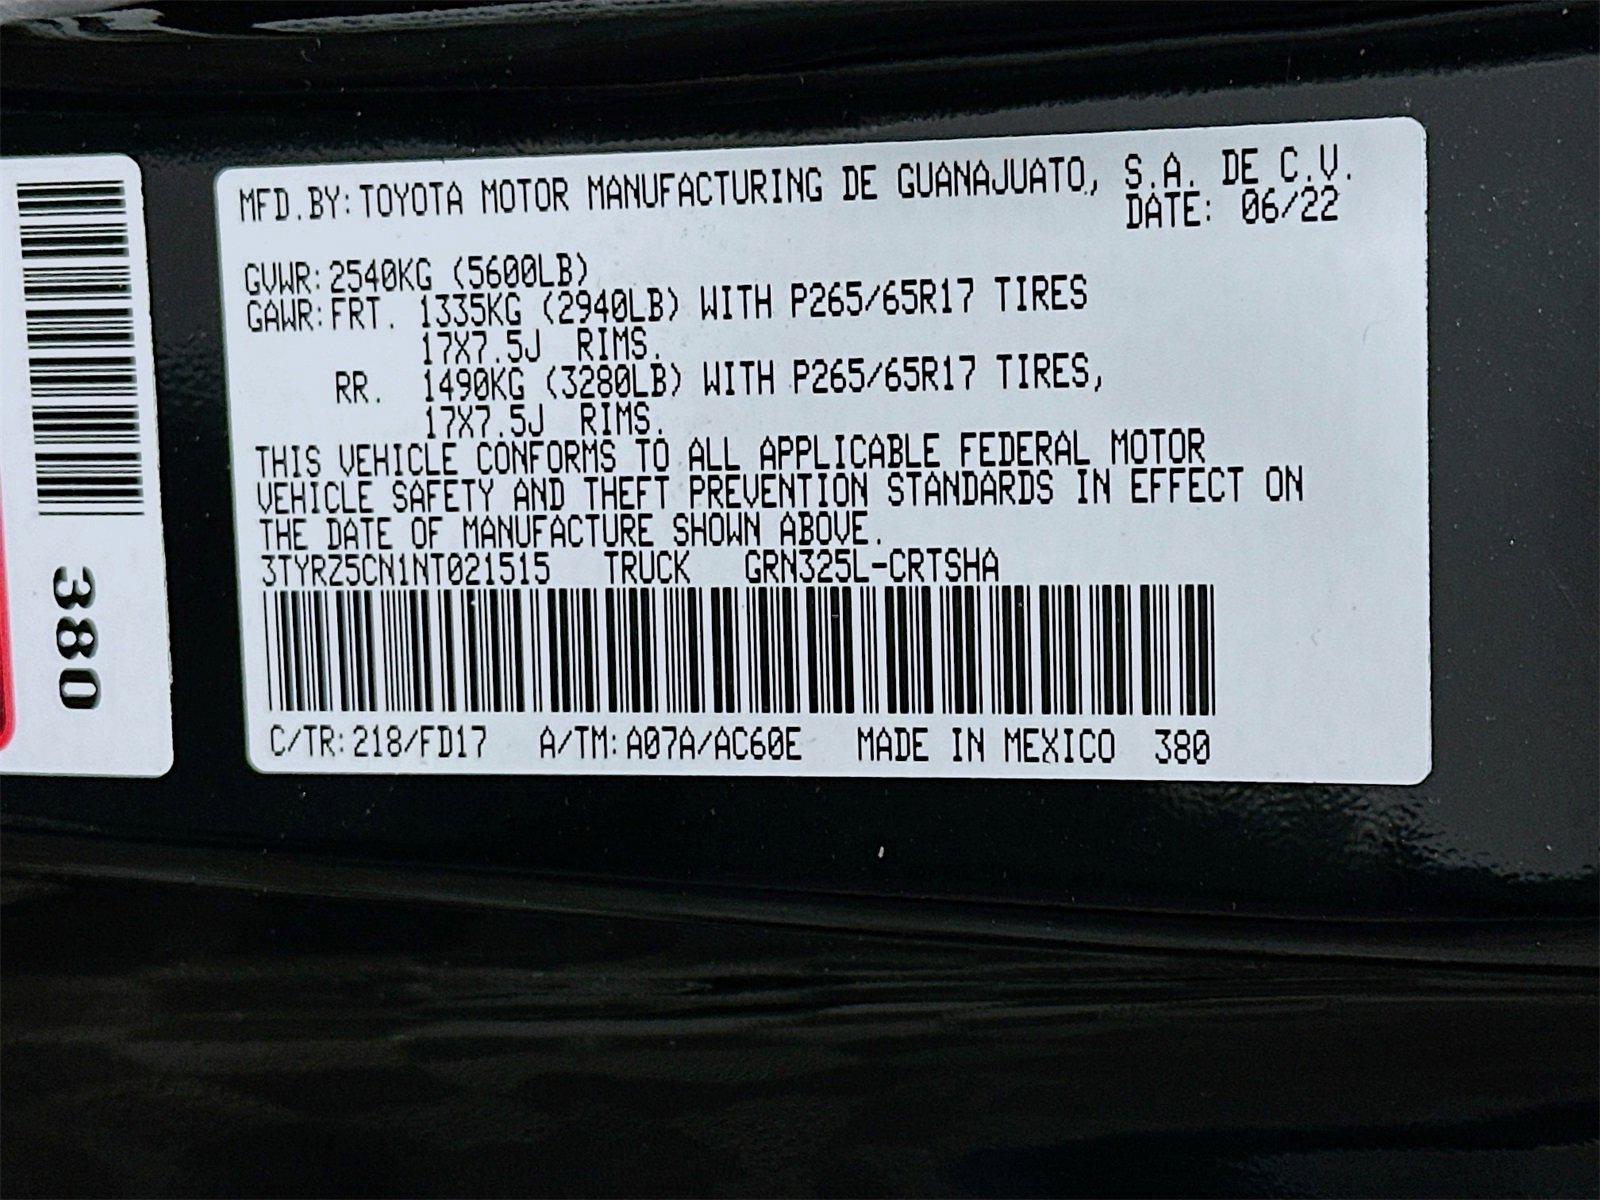 MFD.BY:TOYOTA MOTOR MANUFACTURING DE GUANAJUATO, S.A. DE C.V.
DATE: 06/22
GVWR:2540KG (5600LB)
GAWR:FRT. 1335KG (2940LB) WITH P265/65R17 TIRES
17X7.5J RIMS.
RR. 1490KG (3280LB) WITH P265/65R17 TIRES,
17X7.5J RIMS.
THIS VEHICLE CONFORMS TO ALL APPLICABLE FEDERAL MOTOR
VEHICLE SAFETY AND THEFT PREVENTION STANDARDS IN EFFECT ON
THE DATE OF MANUFACTURE SHOWN ABOVE.
3TYRZ5CN1NT021515 TRUCK GRN325L-CRTSHA
C/TR:218/FD17 A/TM:A07A/AC60E MADE IN MEXICO 380
380